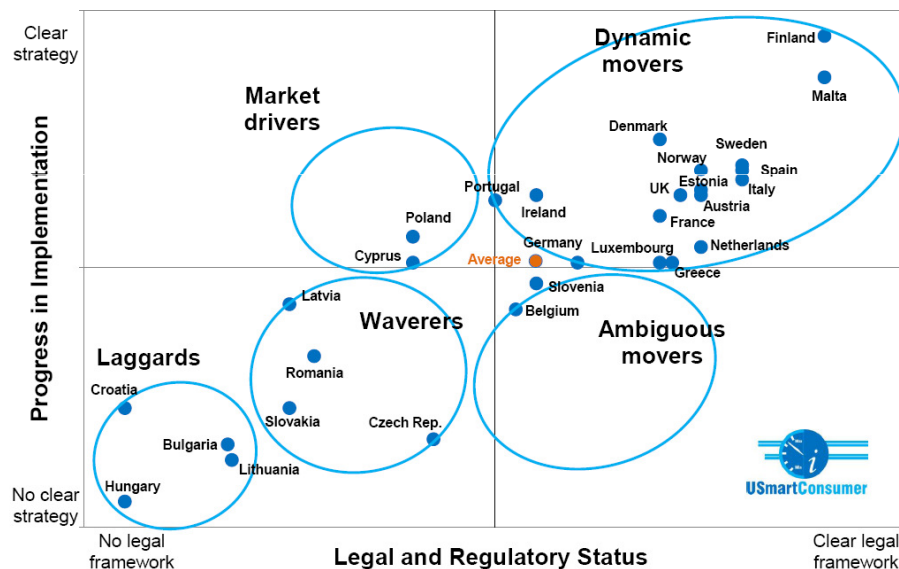 Clear
strategy
Dynamic
movers
Finland
Malta
Market
drivers
Denmark
Sweden
Norway
Spain
Estonia
Portugal
UK
Italy
Ireland
Austria
Poland
France
Germany
Luxembourg
Netherlands
Cyprus
Average
Greece
Slovenia
Latvia
Belgium
Waverers
Ambiguous
movers
Laggards
Romania
Croatia
Slovakia
Czech Rep.
Bulgaria
Lithuania
Hungary
Progress in Implementation
USmartConsumer
No clear
strategy
No legal
framework
Legal and Regulatory Status
Clear legal
framework